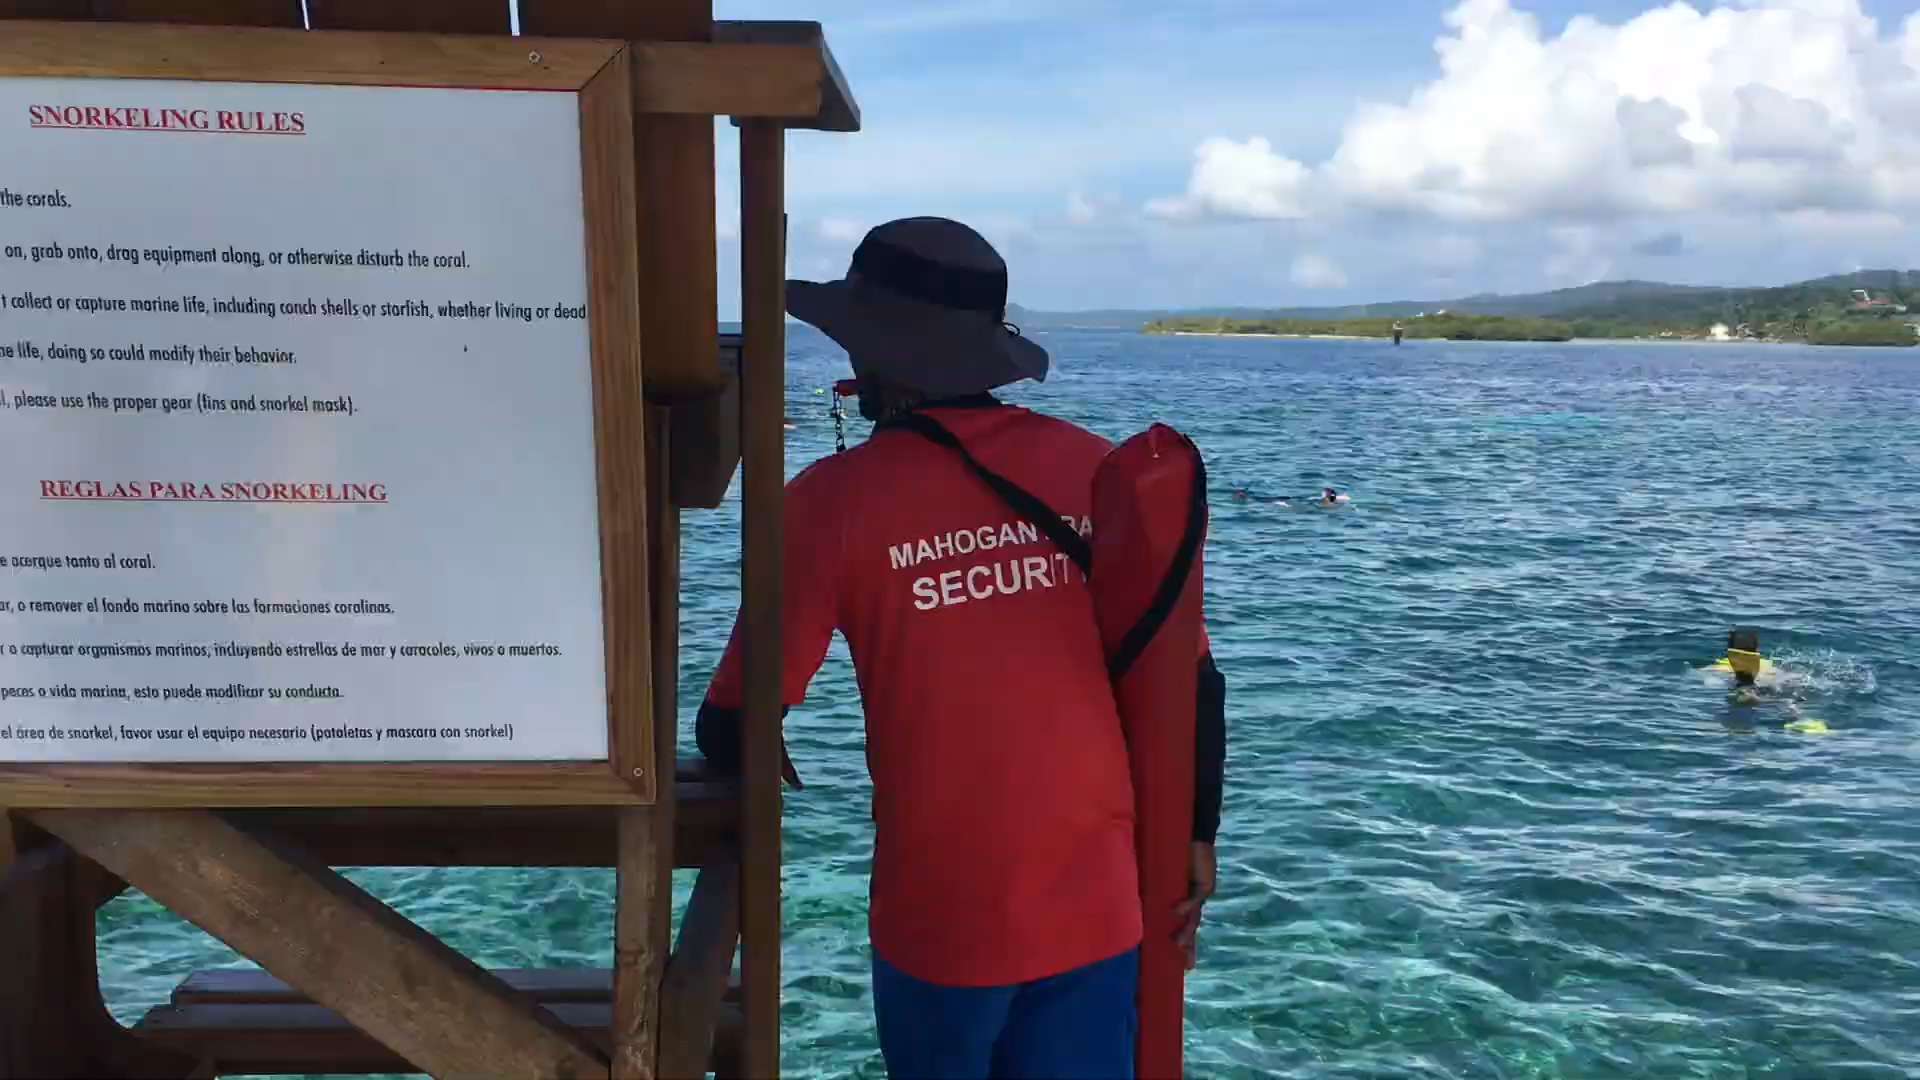 SNORKELING RULES
the corals.
on, grab onto, drag equipment along, or otherwise disturb the coral.
t collect or capture marine life, including conch shells or starfish, whether living or dead
ne life, doing so could modify their behavior.
l, please use the proper gear (fins and snorkel mask).
REGLAS PARA SNORKELING
e acerque tanto al coral.
ar, o remover el fondo marino sobre las formaciones coralinas.
r o capturar organismos marinos, incluyendo estrellas de mar y caracoles, vivos o muertos.
peces o vida marina, esto puede modificar su conducta.
el área de snorkel, favor usar el equipo necesario (pataletas y mascara con snorkel)
MAHOGAN BA
SECURIT